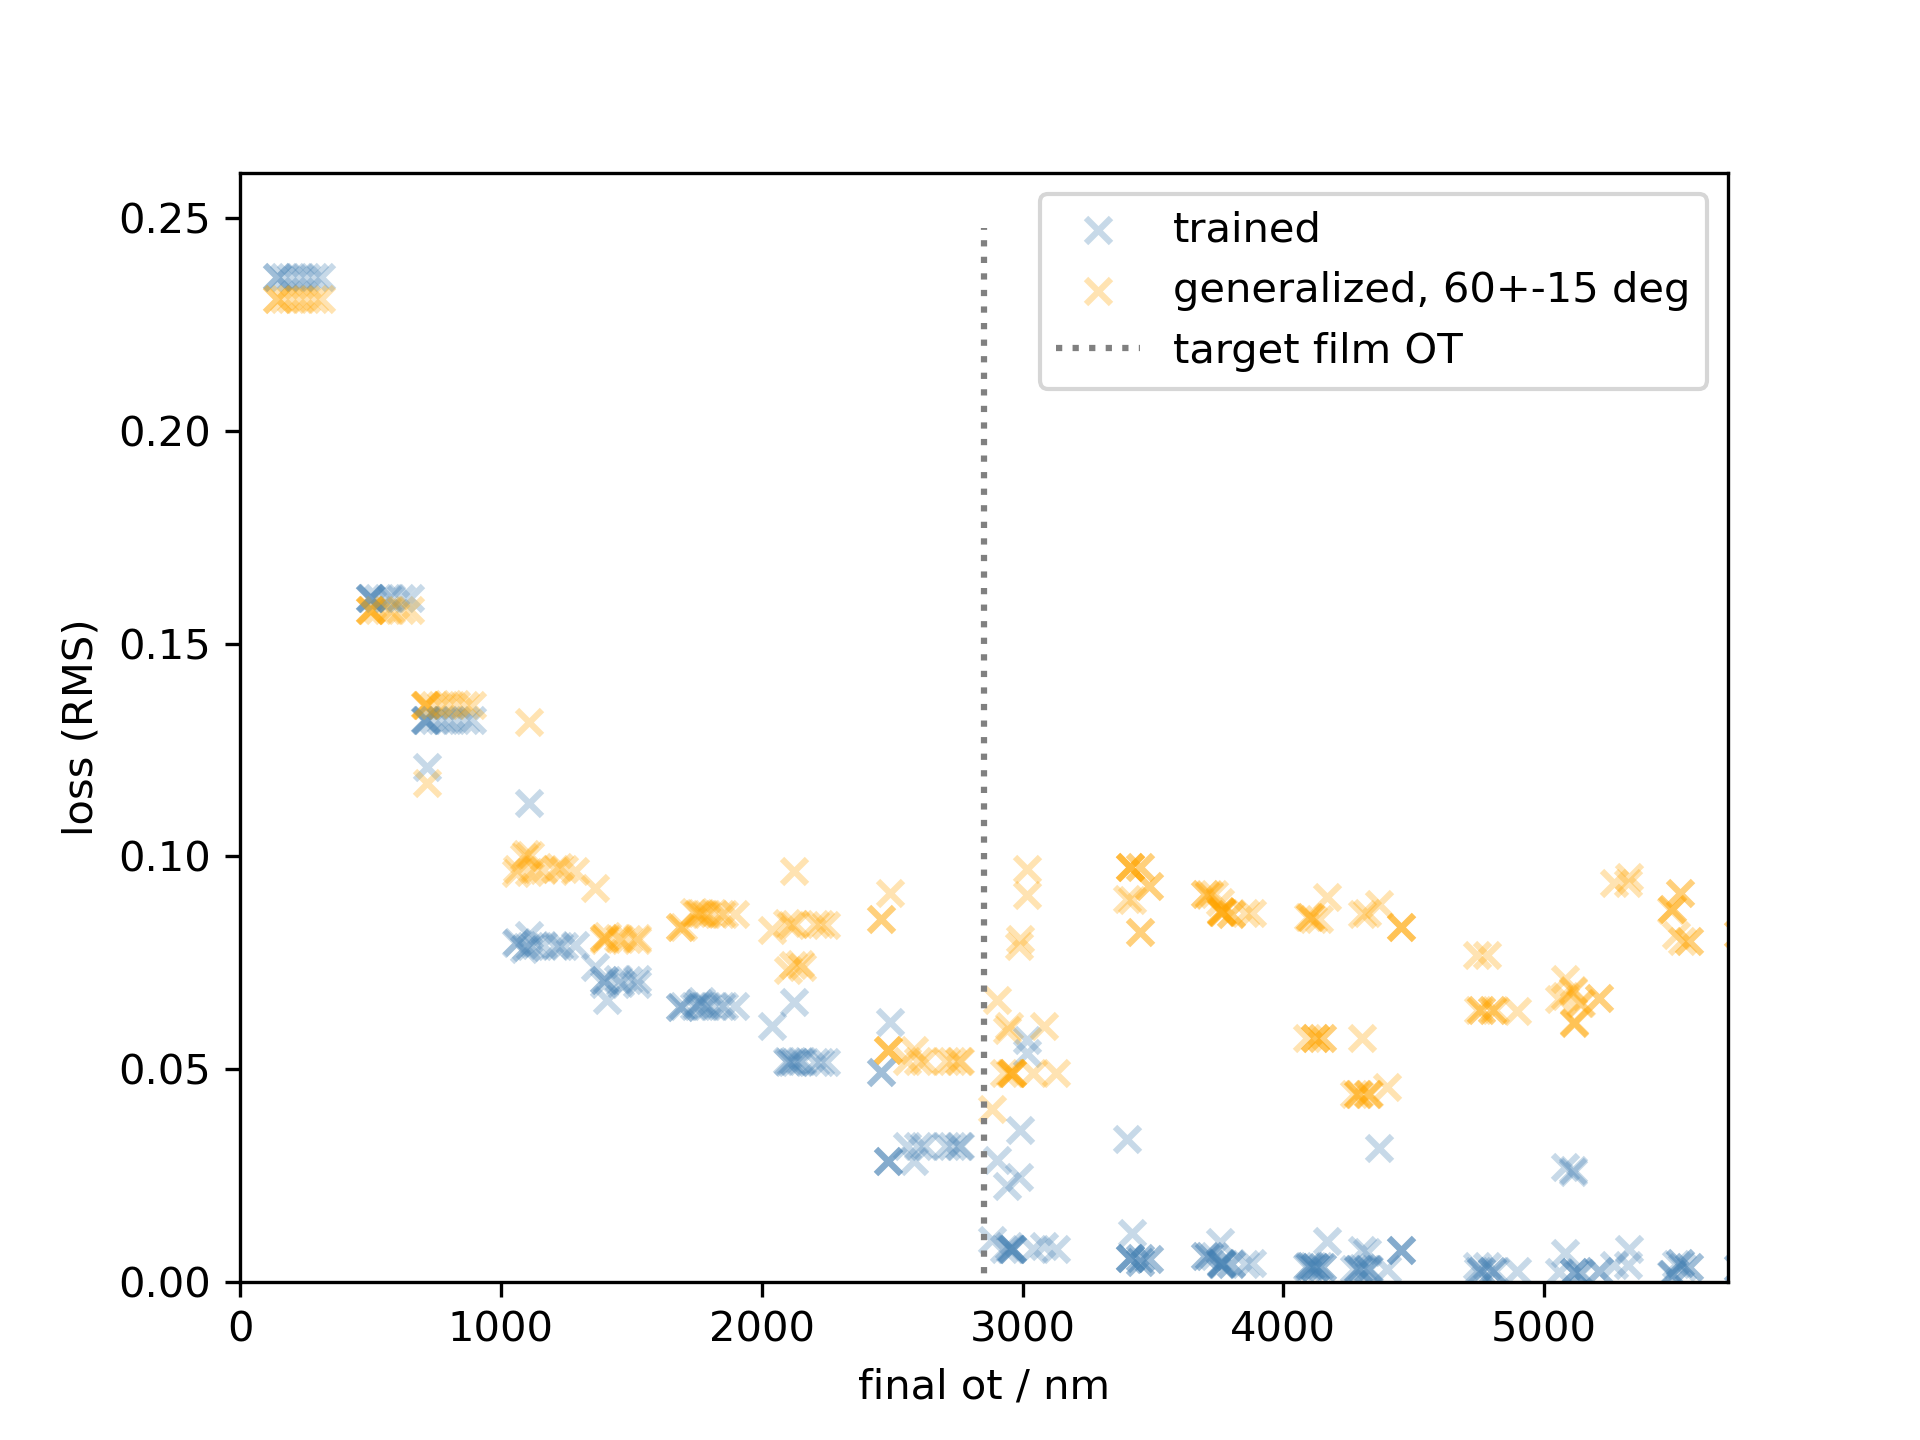 trained
generalized, 60+-15 deg
target film OT
0.25
0.20
0.15
0.10
0.05
0.00
loss (RMS)
0 1000 2000 3000 4000 5000
final ot / nm